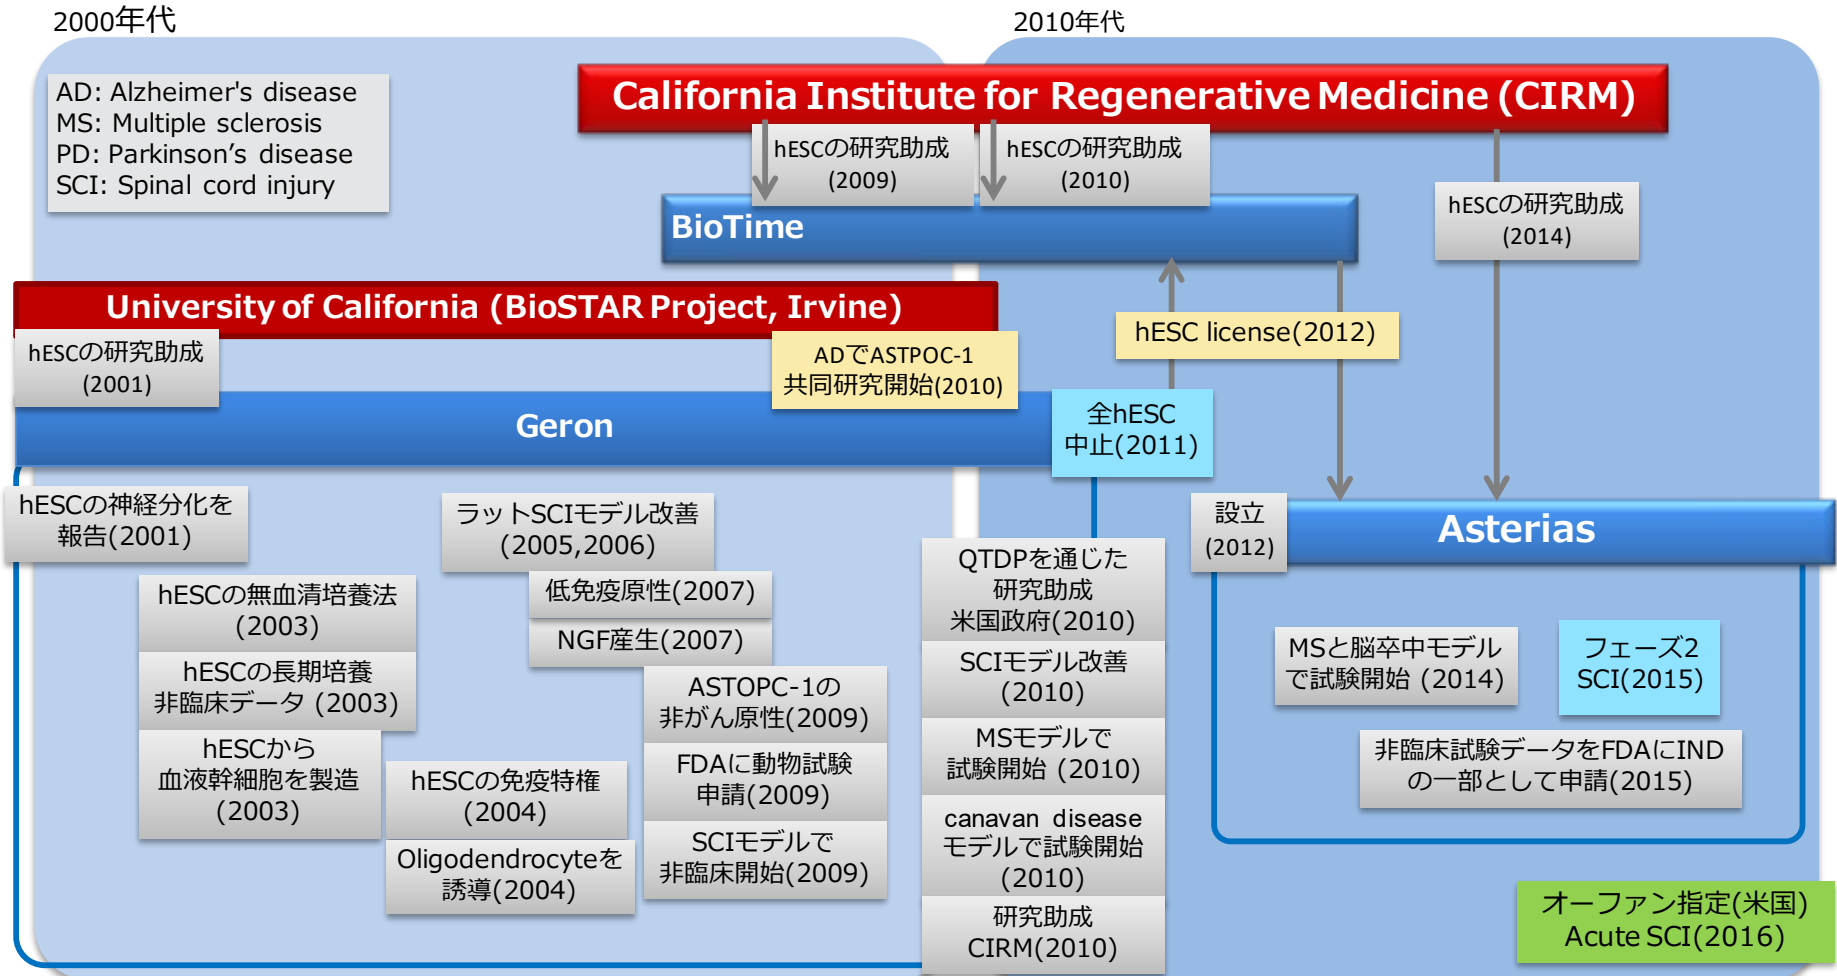 2000年代
2010年代
AD: Alzheimer's disease
MS: Multiple sclerosis
PD: Parkinson’s disease
SCI: Spinal cord injury
California Institute for Regenerative Medicine (CIRM)
hESCの研究助成
(2009)
hESCの研究助成
(2010)
hESCの研究助成
(2014)
BioTime
University of California (BioSTAR Project, Irvine)
hESCの研究助成
(2001)
ADでASTPOC-1
共同研究開始(2010)
hESC license(2012)
Geron
全hESC
中止(2011)
hESCの神経分化を
報告(2001)
ラットSCIモデル改善
(2005,2006)
設立
(2012)
Asterias
低免疫原性(2007)
NGF産生(2007)
hESCの無血清培養法
(2003)
hESCの長期培養
非臨床データ (2003)
hESCから
血液幹細胞を製造
(2003)
hESCの免疫特権
(2004)
Oligodendrocyteを
誘導(2004)
ASTOPC-1の
非がん原性(2009)
FDAに動物試験
申請(2009)
SCIモデルで
非臨床開始(2009)
QTDPを通じた
研究助成
米国政府(2010)
SCIモデル改善
(2010)
MSモデルで
試験開始 (2010)
canavan disease
モデルで試験開始
(2010)
研究助成
CIRM(2010)
MSと脳卒中モデル
で試験開始 (2014)
フェーズ2
SCI(2015)
非臨床試験データをFDAにIND
の一部として申請(2015)
オーファン指定(米国)
Acute SCI(2016)